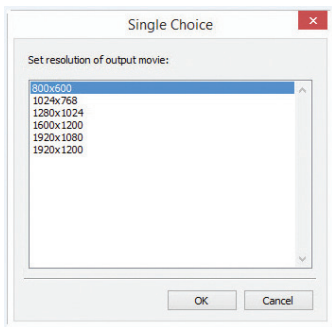 Single Choice
Set resolution of output movie:
800x600
1024x768
1280x1024
1600x1200
1920x1080
1920x1200
OK
Cancel